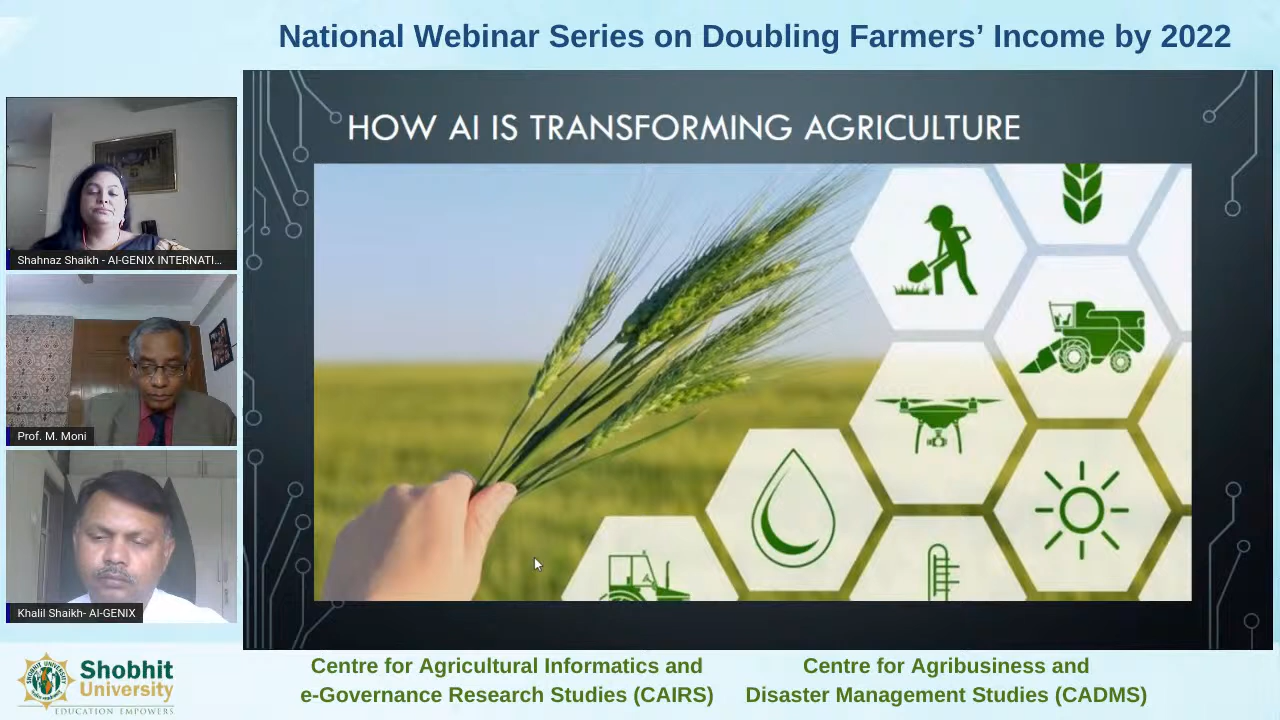 National Webinar Series on Doubling Farmers' Income by 2022
HOW AI IS TRANSFORMING AGRICULTURE
Shahnaz Shaikh - AI-GENIX INTERNATI...
Prof. M. Moni
Khalil Shaikh- AI-GENIX
Shobhit
University
EDUCATION EMPOWERS
Centre for Agricultural Informatics and
e-Governance Research Studies (CAIRS)
Centre for Agribusiness and
Disaster Management Studies (CADMS)